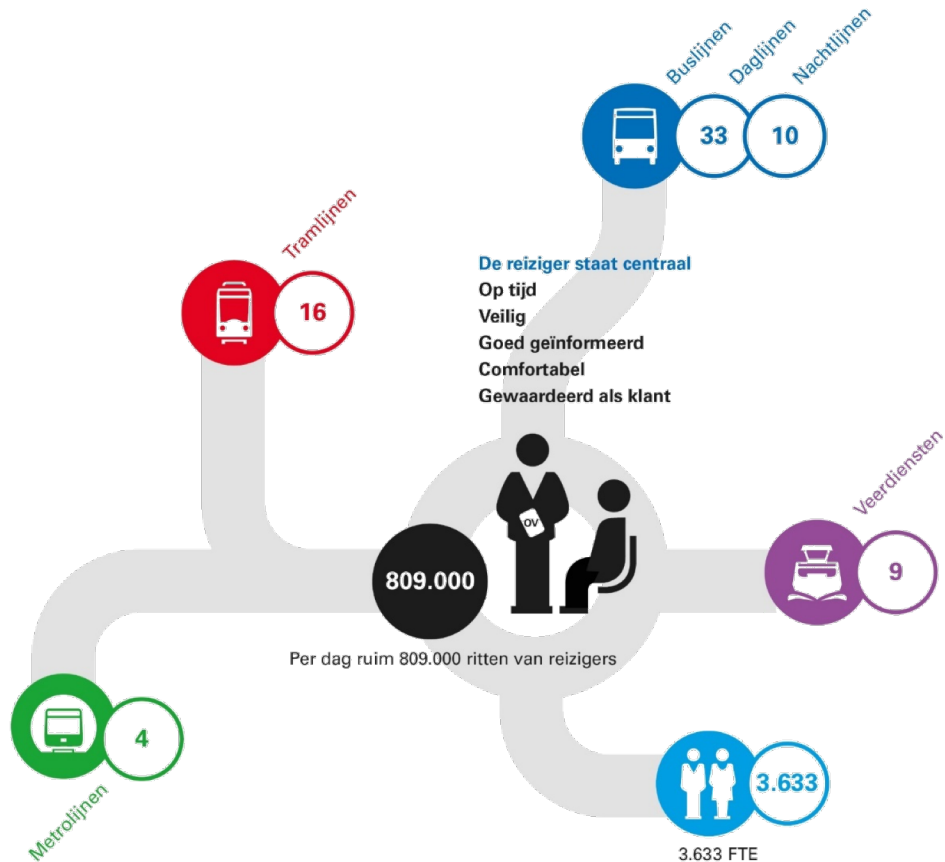 Buslijnen
Daglijnen
Nachtlijnen
33
10
Tramlijnen
16
De reiziger staat centraal
Op tijd
Veilig
Goed geïnformeerd
Comfortabel
Gewaardeerd als klant
OV
Veerdiensten
9
809.000
Per dag ruim 809.000 ritten van reizigers
4
Metrolijnen
3.633
3.633 FTE